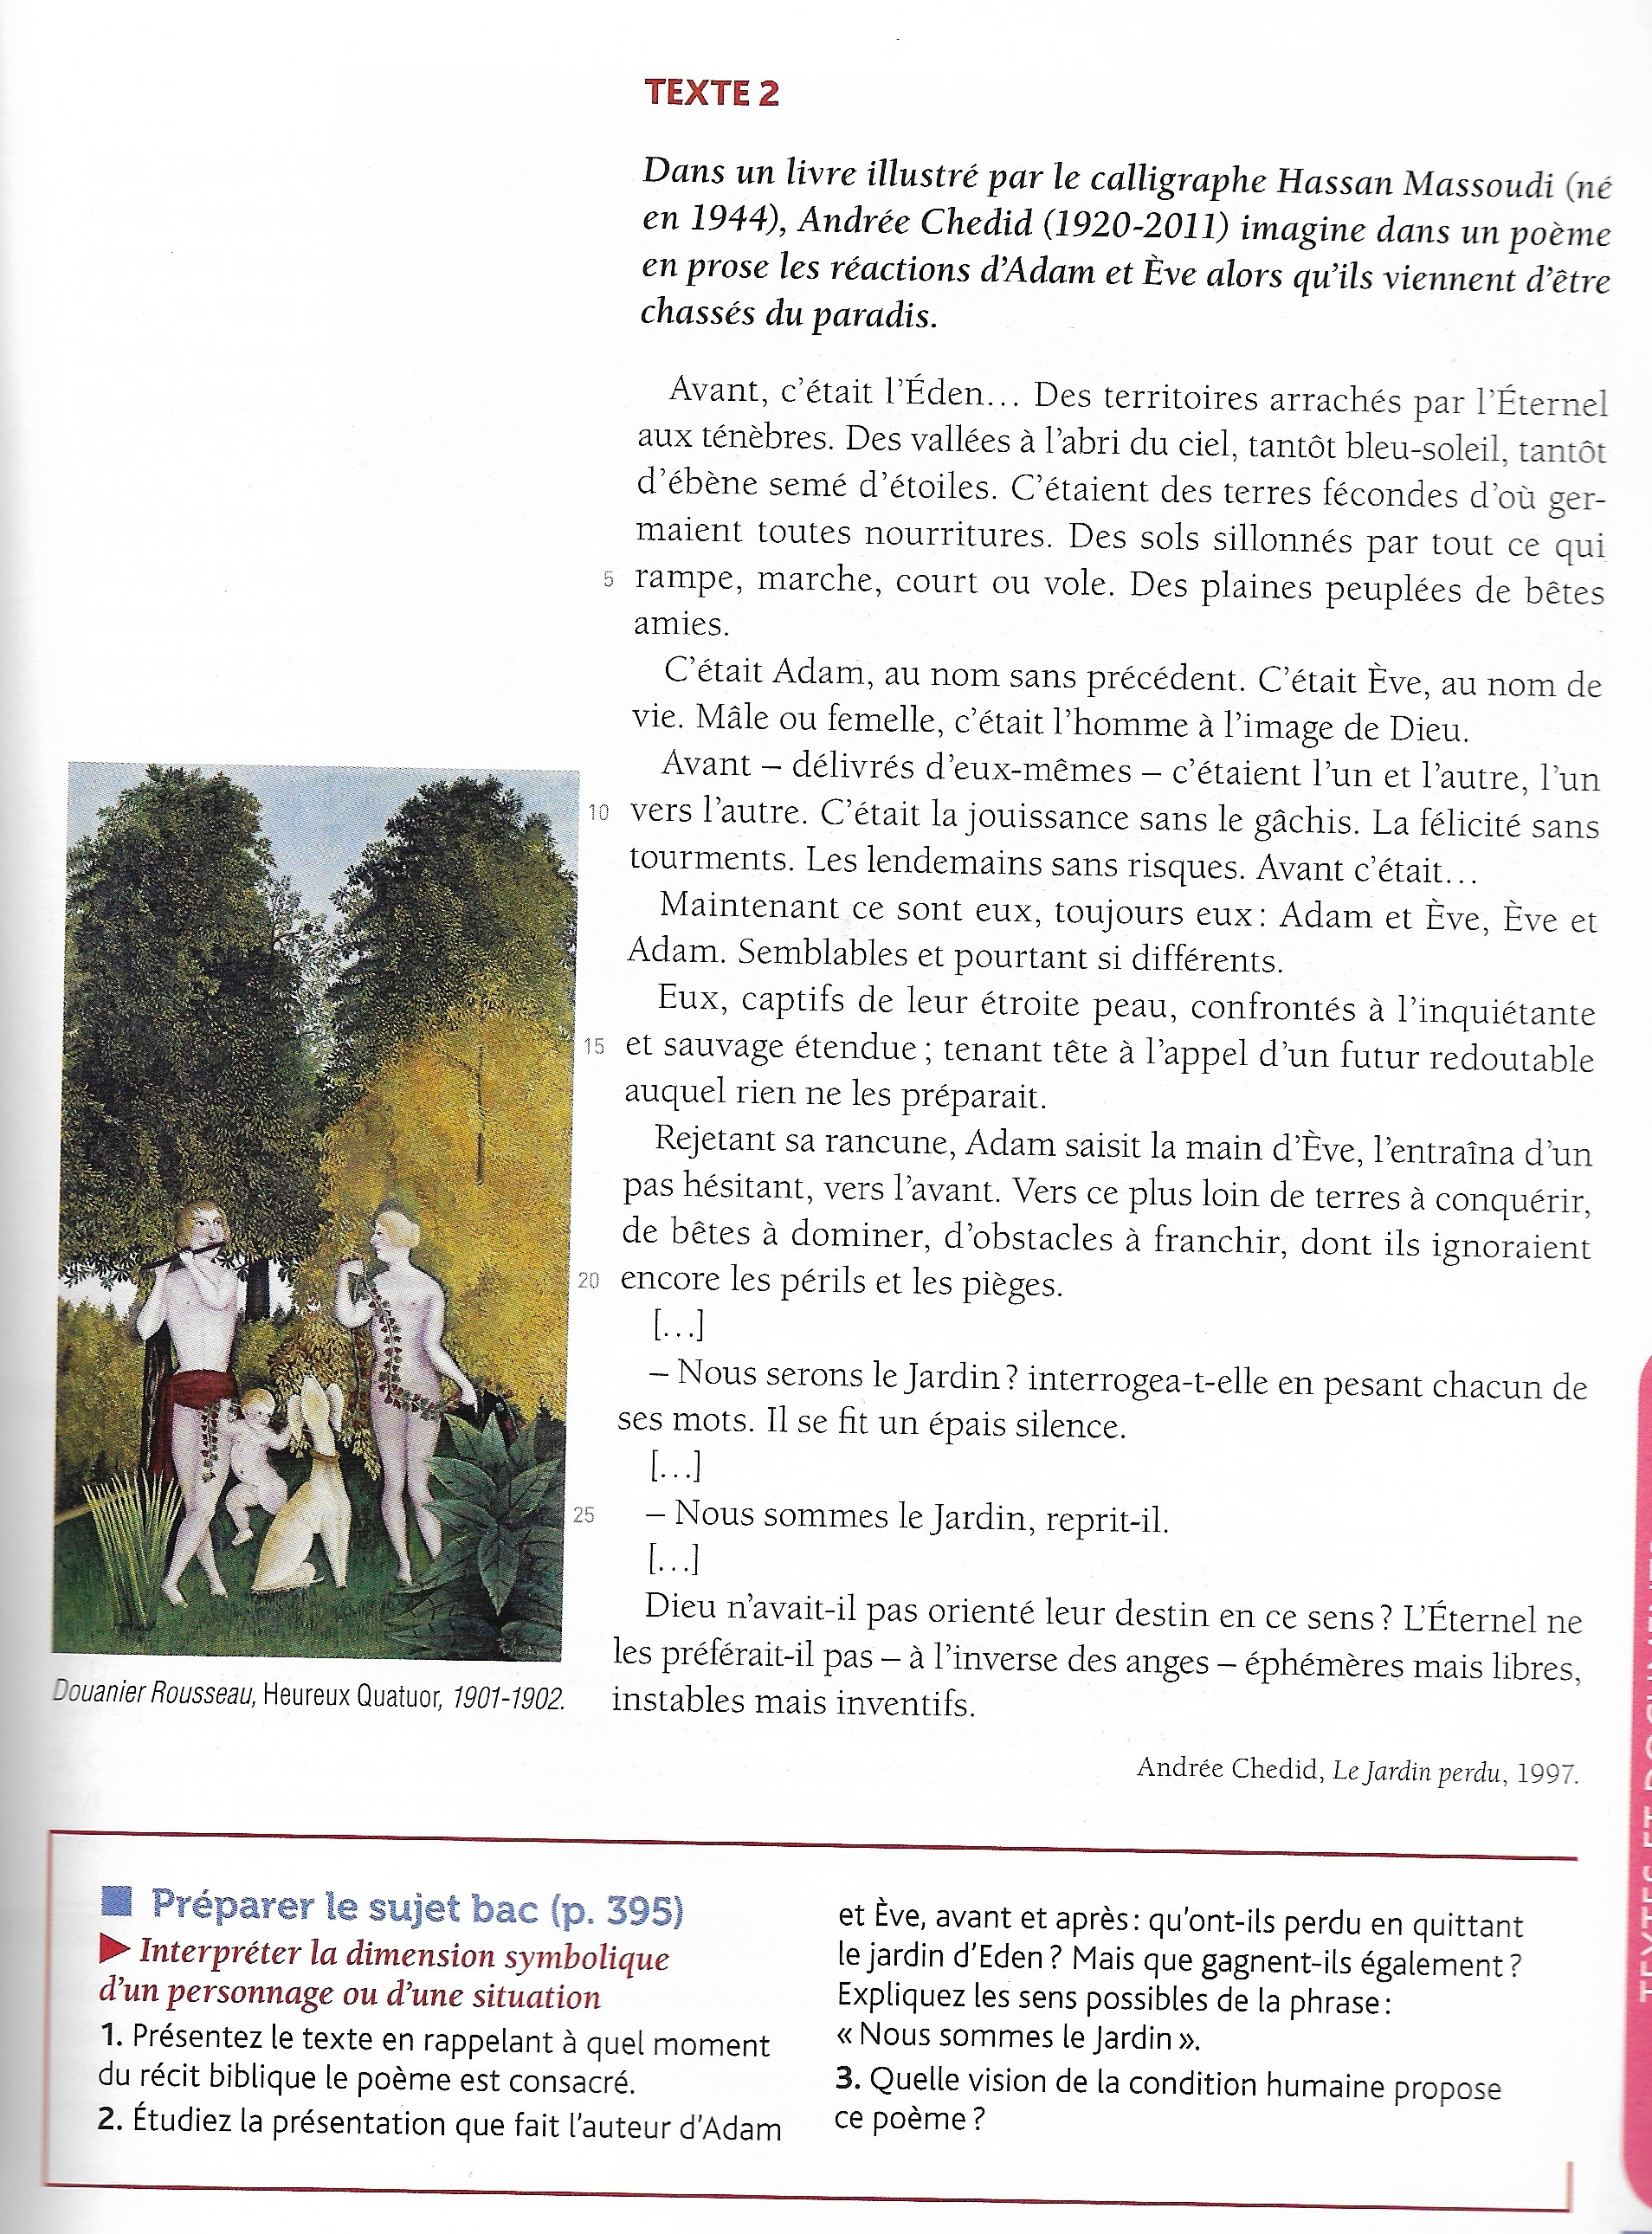 TEXTE 2
Dans un livre illustré par le calligraphe Hassan Massoudi (né
en 1944), Andrée Chedid (1920-2011) imagine dans un poème
en prose les réactions d'Adam et Ève alors qu'ils viennent d'être
chassés du paradis.
Avant, c'était l'Éden… Des territoires arrachés par l'Éternel
aux ténèbres. Des vallées à l'abri du ciel, tantôt bleu-soleil, tantôt
d'ébène semé d'étoiles. C'étaient des terres fécondes d'où ger-
maient toutes nourritures. Des sols sillonnés par tout ce qui
5 rampe, marche, court ou vole. Des plaines peuplées de bêtes
amies.
C'était Adam, au nom sans précédent. C'était Ève, au nom de
vie. Mâle ou femelle, c'était l'homme à l'image de Dieu.
Avant – délivrés d'eux-mêmes – c'étaient l'un et l'autre, l'un
10 vers l'autre. C'était la jouissance sans le gâchis. La félicité sans
tourments. Les lendemains sans risques. Avant c'était…
Maintenant ce sont eux, toujours eux : Adam et Ève, Ève et
Adam. Semblables et pourtant si différents.
Eux, captifs de leur étroite peau, confrontés à l'inquiétante
15 et sauvage étendue ; tenant tête à l'appel d'un futur redoutable
auquel rien ne les préparait.
Rejetant sa rancune, Adam saisit la main d'Ève, l'entraîna d'un
pas hésitant, vers l'avant. Vers ce plus loin de terres à conquérir,
de bêtes à dominer, d'obstacles à franchir, dont ils ignoraient
20 encore les périls et les pièges.
[…]
– Nous serons le Jardin ? interrogea-t-elle en pesant chacun de
ses mots. Il se fit un épais silence.
[…]
25 – Nous sommes le Jardin, reprit-il.
[…]
Dieu n'avait-il pas orienté leur destin en ce sens ? L'Éternel ne
les préférait-il pas – à l'inverse des anges – éphémères mais libres,
instables mais inventifs.
Andrée Chedid, Le Jardin perdu, 1997.
Douanier Rousseau, Heureux Quatuor, 1901-1902.
■ Préparer le sujet bac (p. 395)
▶ Interpréter la dimension symbolique
d'un personnage ou d'une situation
1. Présentez le texte en rappelant à quel moment
du récit biblique le poème est consacré.
2. Étudiez la présentation que fait l'auteur d'Adam
et Ève, avant et après : qu'ont-ils perdu en quittant
le jardin d'Eden ? Mais que gagnent-ils également ?
Expliquez les sens possibles de la phrase :
« Nous sommes le Jardin ».
3. Quelle vision de la condition humaine propose
ce poème ?